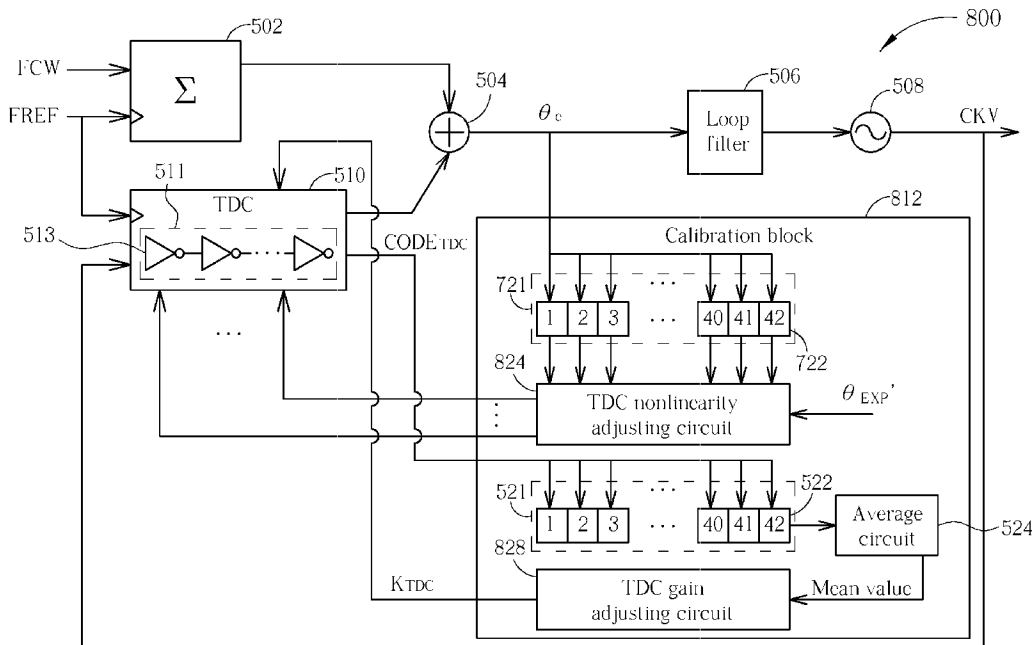 800
502
FCW
Σ
FREF
504
θe
506
Loop
filter
508
CKV
511
510
TDC
513
CODETDC
812
Calibration block
721
1 2 3 ... 40 41 42
722
...
824
TDC nonlinearity
adjusting circuit
θEXP'
521
1 2 3 ... 40 41 42
522
Average
circuit
524
828
TDC gain
adjusting circuit
KTDC
Mean value